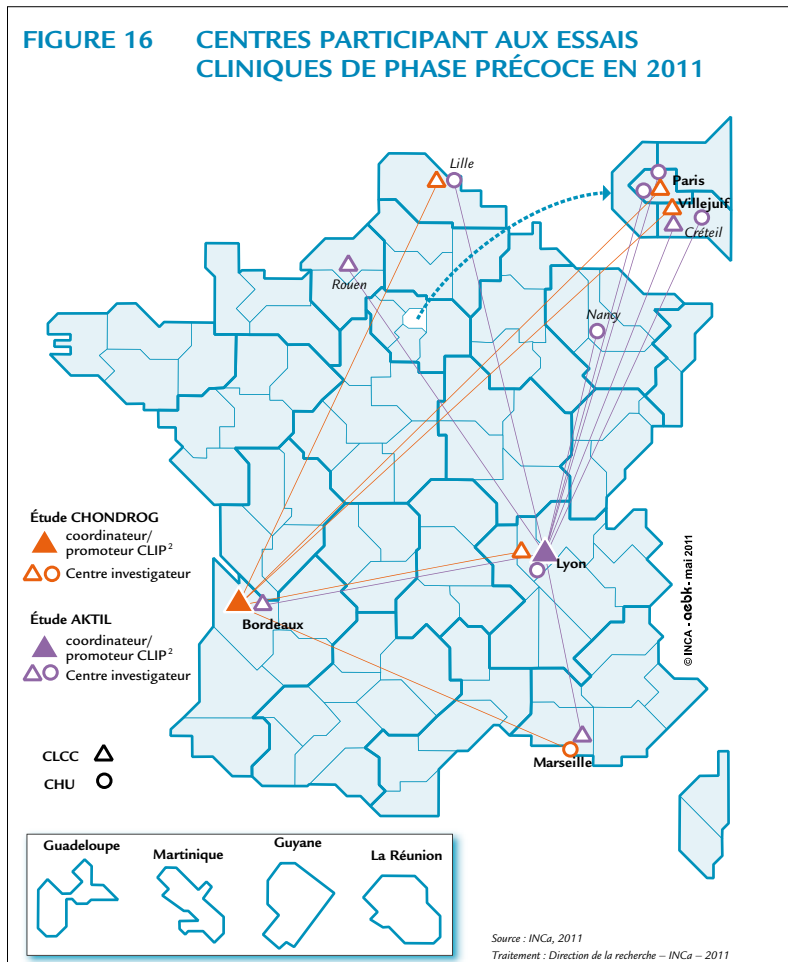 FIGURE 16 CENTRES PARTICIPANT AUX ESSAIS
CLINIQUES DE PHASE PRÉCOCE EN 2011
Lille
Paris
Villejuif
Créteil
Rouen
Nancy
Étude CHONDROG
coordinateur/
promoteur CLIP²
Centre investigateur
Lyon
Bordeaux
Étude AKTIL
coordinateur/
promoteur CLIP²
Centre investigateur
© INCA - aebk - mai 2011
Marseille
CLCC
CHU
Guadeloupe
Martinique
Guyane
La Réunion
Source : INCa, 2011
Traitement : Direction de la recherche – INCa – 2011